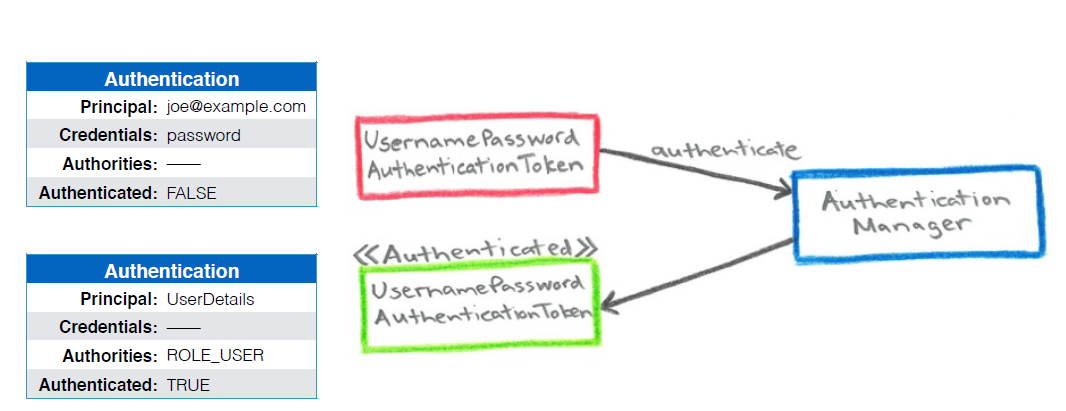 Authentication
Principal: joe@example.com
Credentials: password
Authorities: ——
Authenticated: FALSE
UsernamePassword
AuthenticationToken
authenticate
Authentication
Manager
Authentication
Principal: UserDetails
Credentials: ——
Authorities: ROLE_USER
Authenticated: TRUE
<<Authenticated>>
UsernamePassword
AuthenticationToken